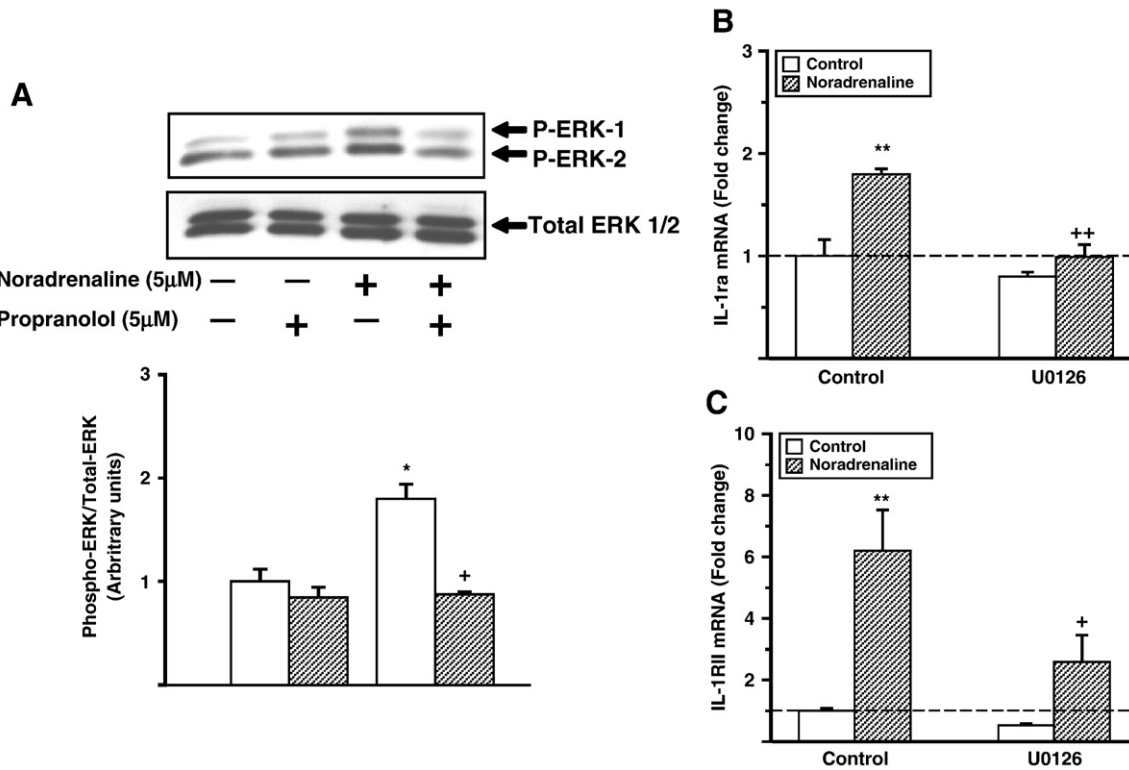 A
P-ERK-1
P-ERK-2
Total ERK 1/2
Noradrenaline (5µM) — — + +
Propranolol (5µM) — + — +
Phospho-ERK/Total-ERK
(Arbritrary units)
3
2
1
*
+
B
IL-1ra mRNA (Fold change)
3
2
1
Control
Noradrenaline
**
++
Control U0126
C
IL-1RII mRNA (Fold change)
10
8
6
4
2
Control
Noradrenaline
**
+
Control U0126